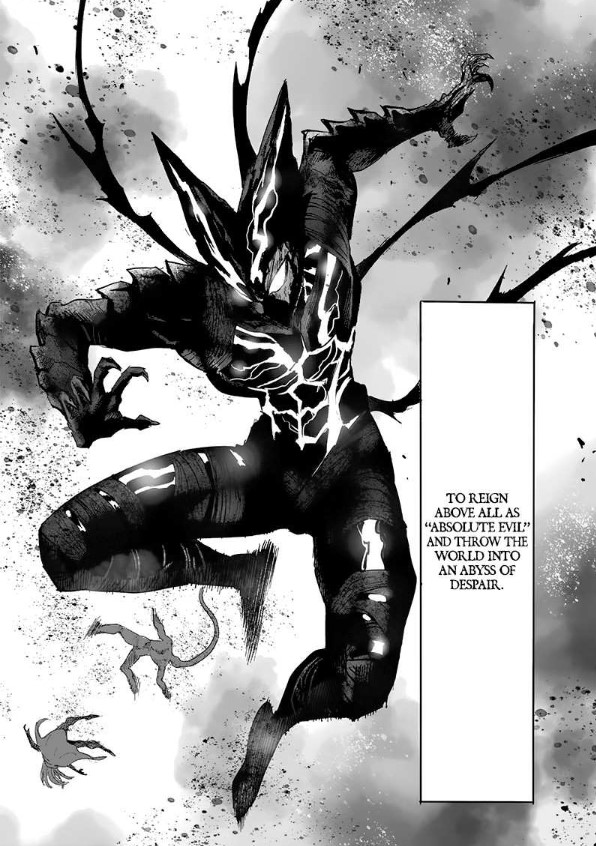 TO REIGN
ABOVE ALL AS
“ABSOLUTE EVIL”
AND THROW THE
WORLD INTO
AN ABYSS OF
DESPAIR.